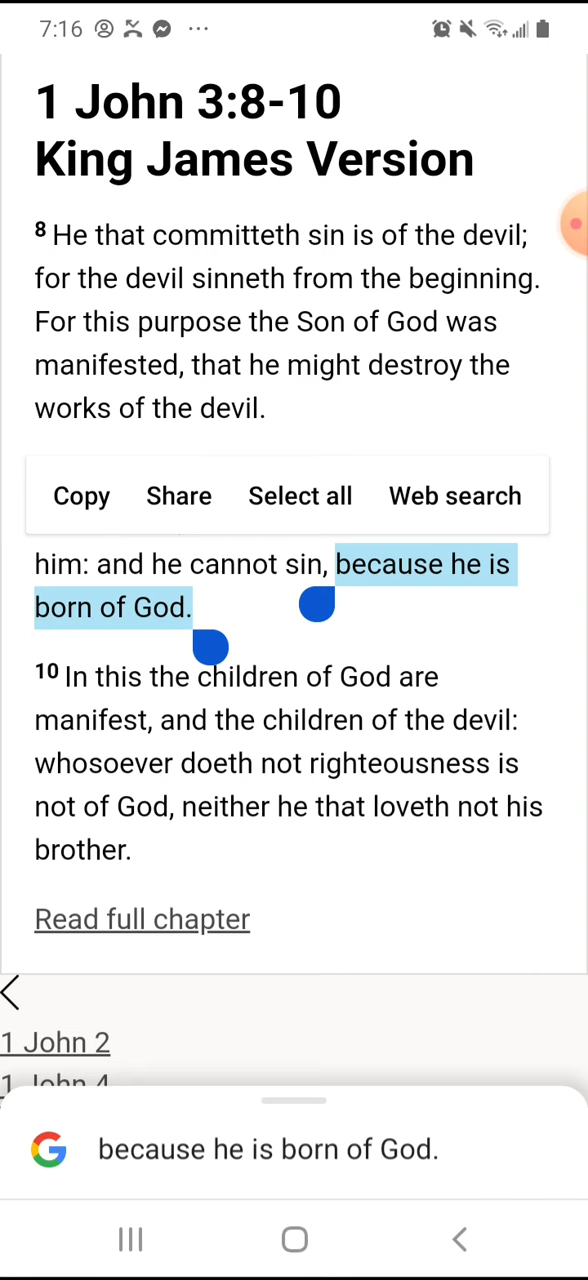 7:16 ...
1 John 3:8-10
King James Version
8 He that committeth sin is of the devil;
for the devil sinneth from the beginning.
For this purpose the Son of God was
manifested, that he might destroy the
works of the devil.
Copy Share Select all Web search
him: and he cannot sin, because he is
born of God.
10 In this the children of God are
manifest, and the children of the devil:
whosoever doeth not righteousness is
not of God, neither he that loveth not his
brother.
Read full chapter
1 John 2
1 John 4
G because he is born of God.